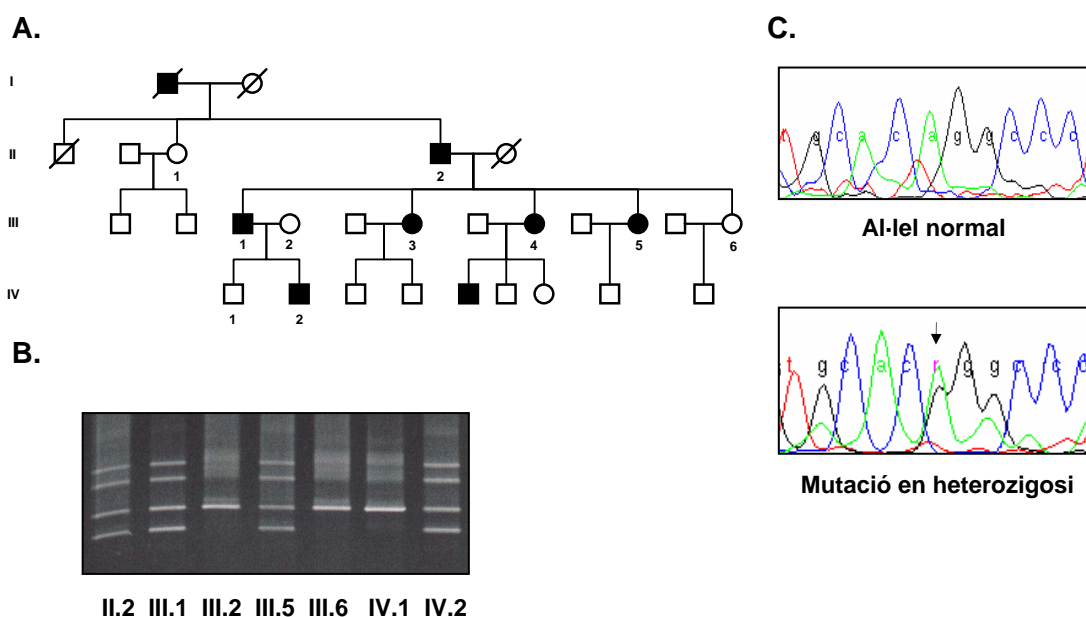 A.
I
II
1
2
III
1
2
3
4
5
6
IV
1
2
B.
II.2 III.1 III.2 III.5 III.6 IV.1 IV.2
C.
t g c a c a g g c c c
Al·lel normal
t g c a c r g g c c
Mutació en heterozigosi